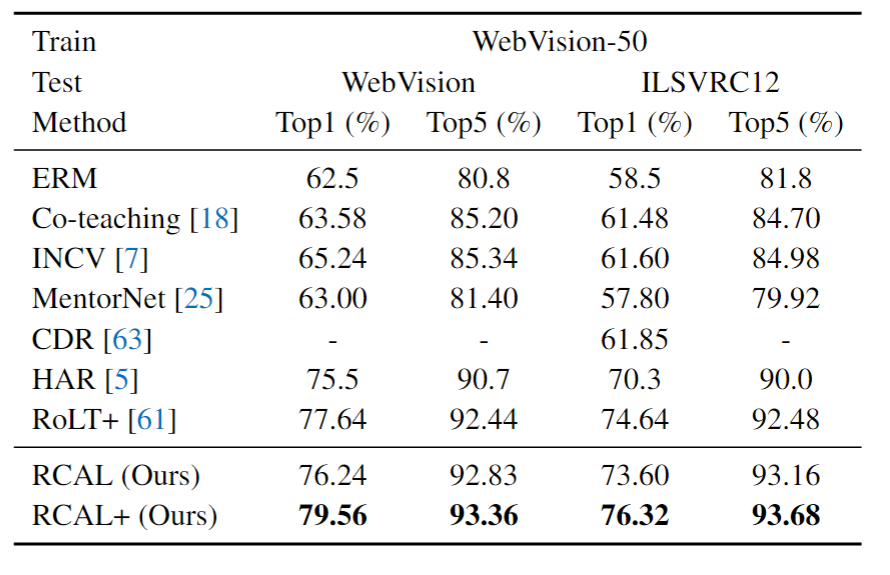 Train WebVision-50
Test WebVision ILSVRC12
Method Top1 (%) Top5 (%) Top1 (%) Top5 (%)
ERM 62.5 80.8 58.5 81.8
Co-teaching [18] 63.58 85.20 61.48 84.70
INCV [7] 65.24 85.34 61.60 84.98
MentorNet [25] 63.00 81.40 57.80 79.92
CDR [63] - - 61.85 -
HAR [5] 75.5 90.7 70.3 90.0
RoLT+ [61] 77.64 92.44 74.64 92.48
RCAL (Ours) 76.24 92.83 73.60 93.16
RCAL+ (Ours) 79.56 93.36 76.32 93.68